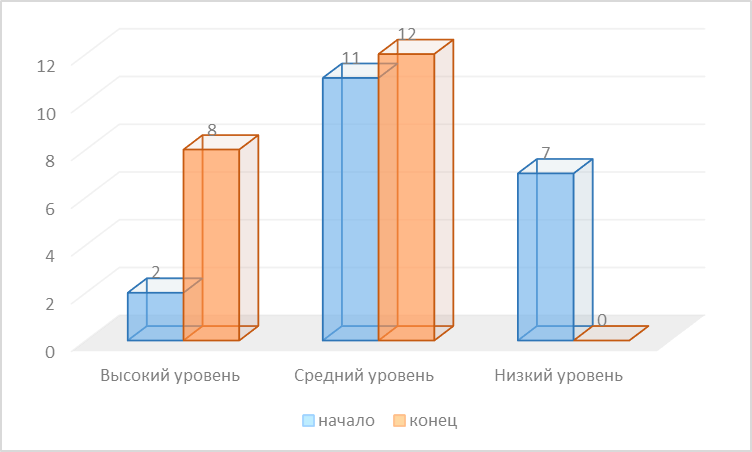 12
10
8
6
4
2
0
2
8
11
12
7
0
Высокий уровень
Средний уровень
Низкий уровень
начало
конец